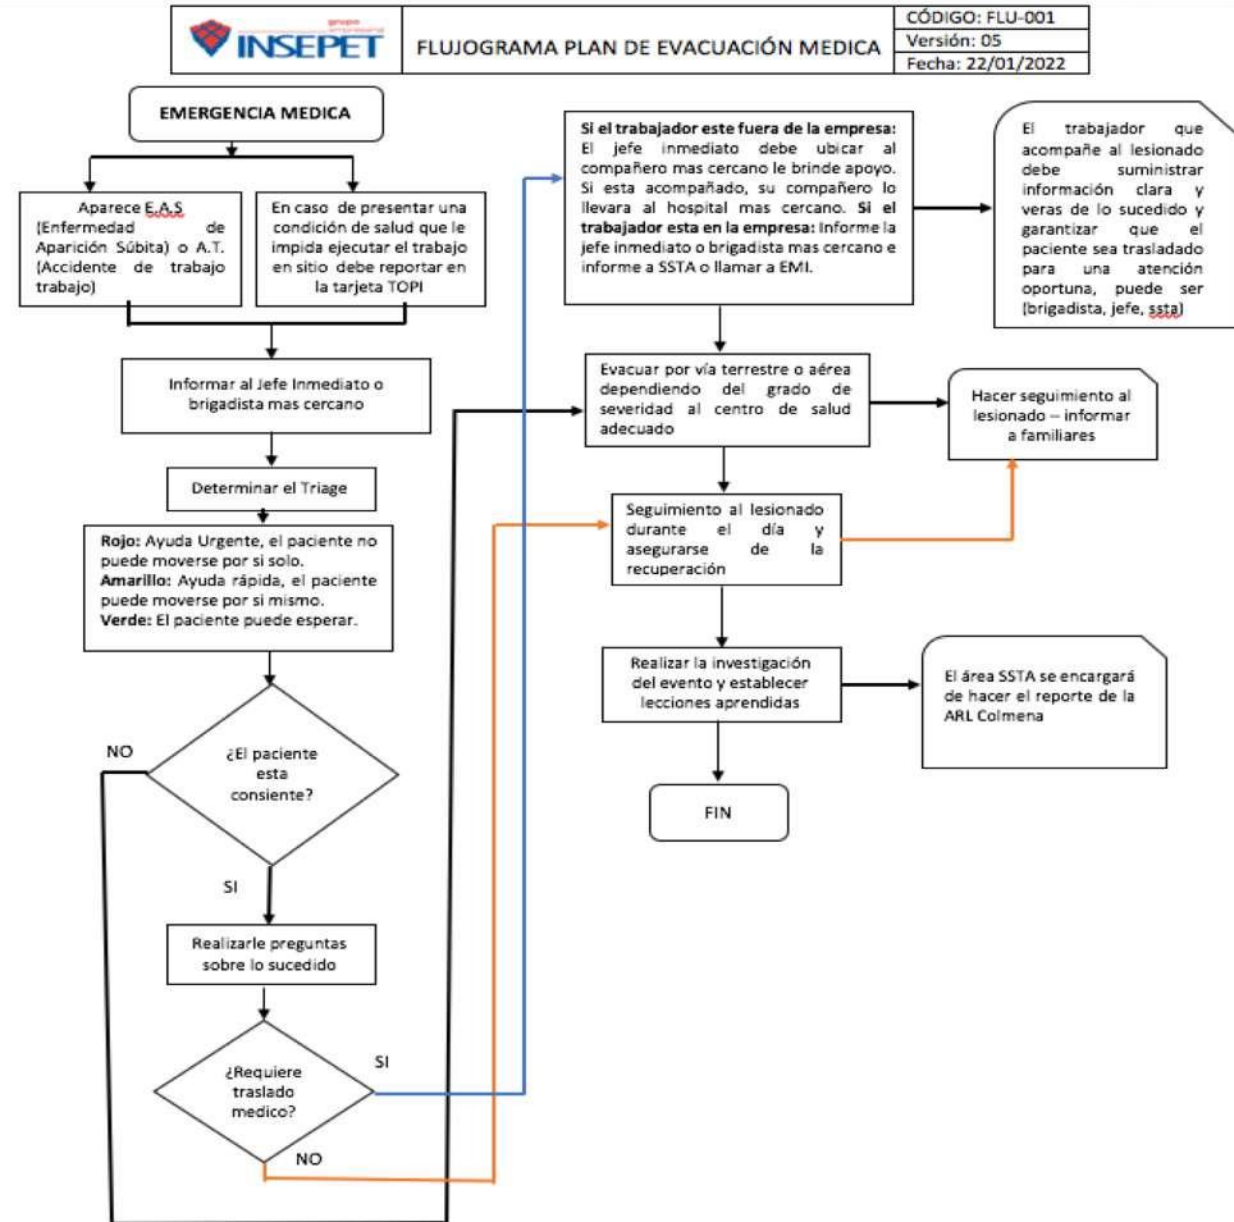 grupo
empresarial
INSEPET
FLUJOGRAMA PLAN DE EVACUACIÓN MEDICA
CÓDIGO: FLU-001
Versión: 05
Fecha: 22/01/2022
EMERGENCIA MEDICA
Aparece E.A.S
(Enfermedad de
Aparición Súbita) o A.T.
(Accidente de trabajo
trabajo)
En caso de presentar una
condición de salud que le
impida ejecutar el trabajo
en sitio debe reportar en
la tarjeta TOPI
Informar al Jefe Inmediato o
brigadista mas cercano
Determinar el Triage
Rojo: Ayuda Urgente, el paciente no
puede moverse por si solo.
Amarillo: Ayuda rápida, el paciente
puede moverse por si mismo.
Verde: El paciente puede esperar.
¿El paciente
esta
consiente?
NO
SI
Realizarle preguntas
sobre lo sucedido
¿Requiere
traslado
medico?
SI
NO
Si el trabajador este fuera de la empresa:
El jefe inmediato debe ubicar al
compañero mas cercano le brinde apoyo.
Si esta acompañado, su compañero lo
llevara al hospital mas cercano. Si el
trabajador esta en la empresa: Informe la
jefe inmediato o brigadista mas cercano e
informe a SSTA o llamar a EMI.
El trabajador que
acompañe al lesionado
debe suministrar
información clara y
veras de lo sucedido y
garantizar que el
paciente sea trasladado
para una atención
oportuna, puede ser
(brigadista, jefe, ssta)
Evacuar por vía terrestre o aérea
dependiendo del grado de
severidad al centro de salud
adecuado
Hacer seguimiento al
lesionado – informar
a familiares
Seguimiento al lesionado
durante el día y
asegurarse de la
recuperación
Realizar la investigación
del evento y establecer
lecciones aprendidas
El área SSTA se encargará
de hacer el reporte de la
ARL Colmena
FIN